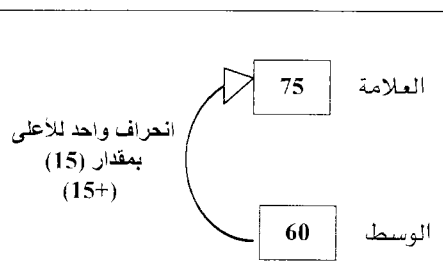 العلامة 75
انحراف واحد للأعلى
بمقدار (15)
(+15)
الوسط 60